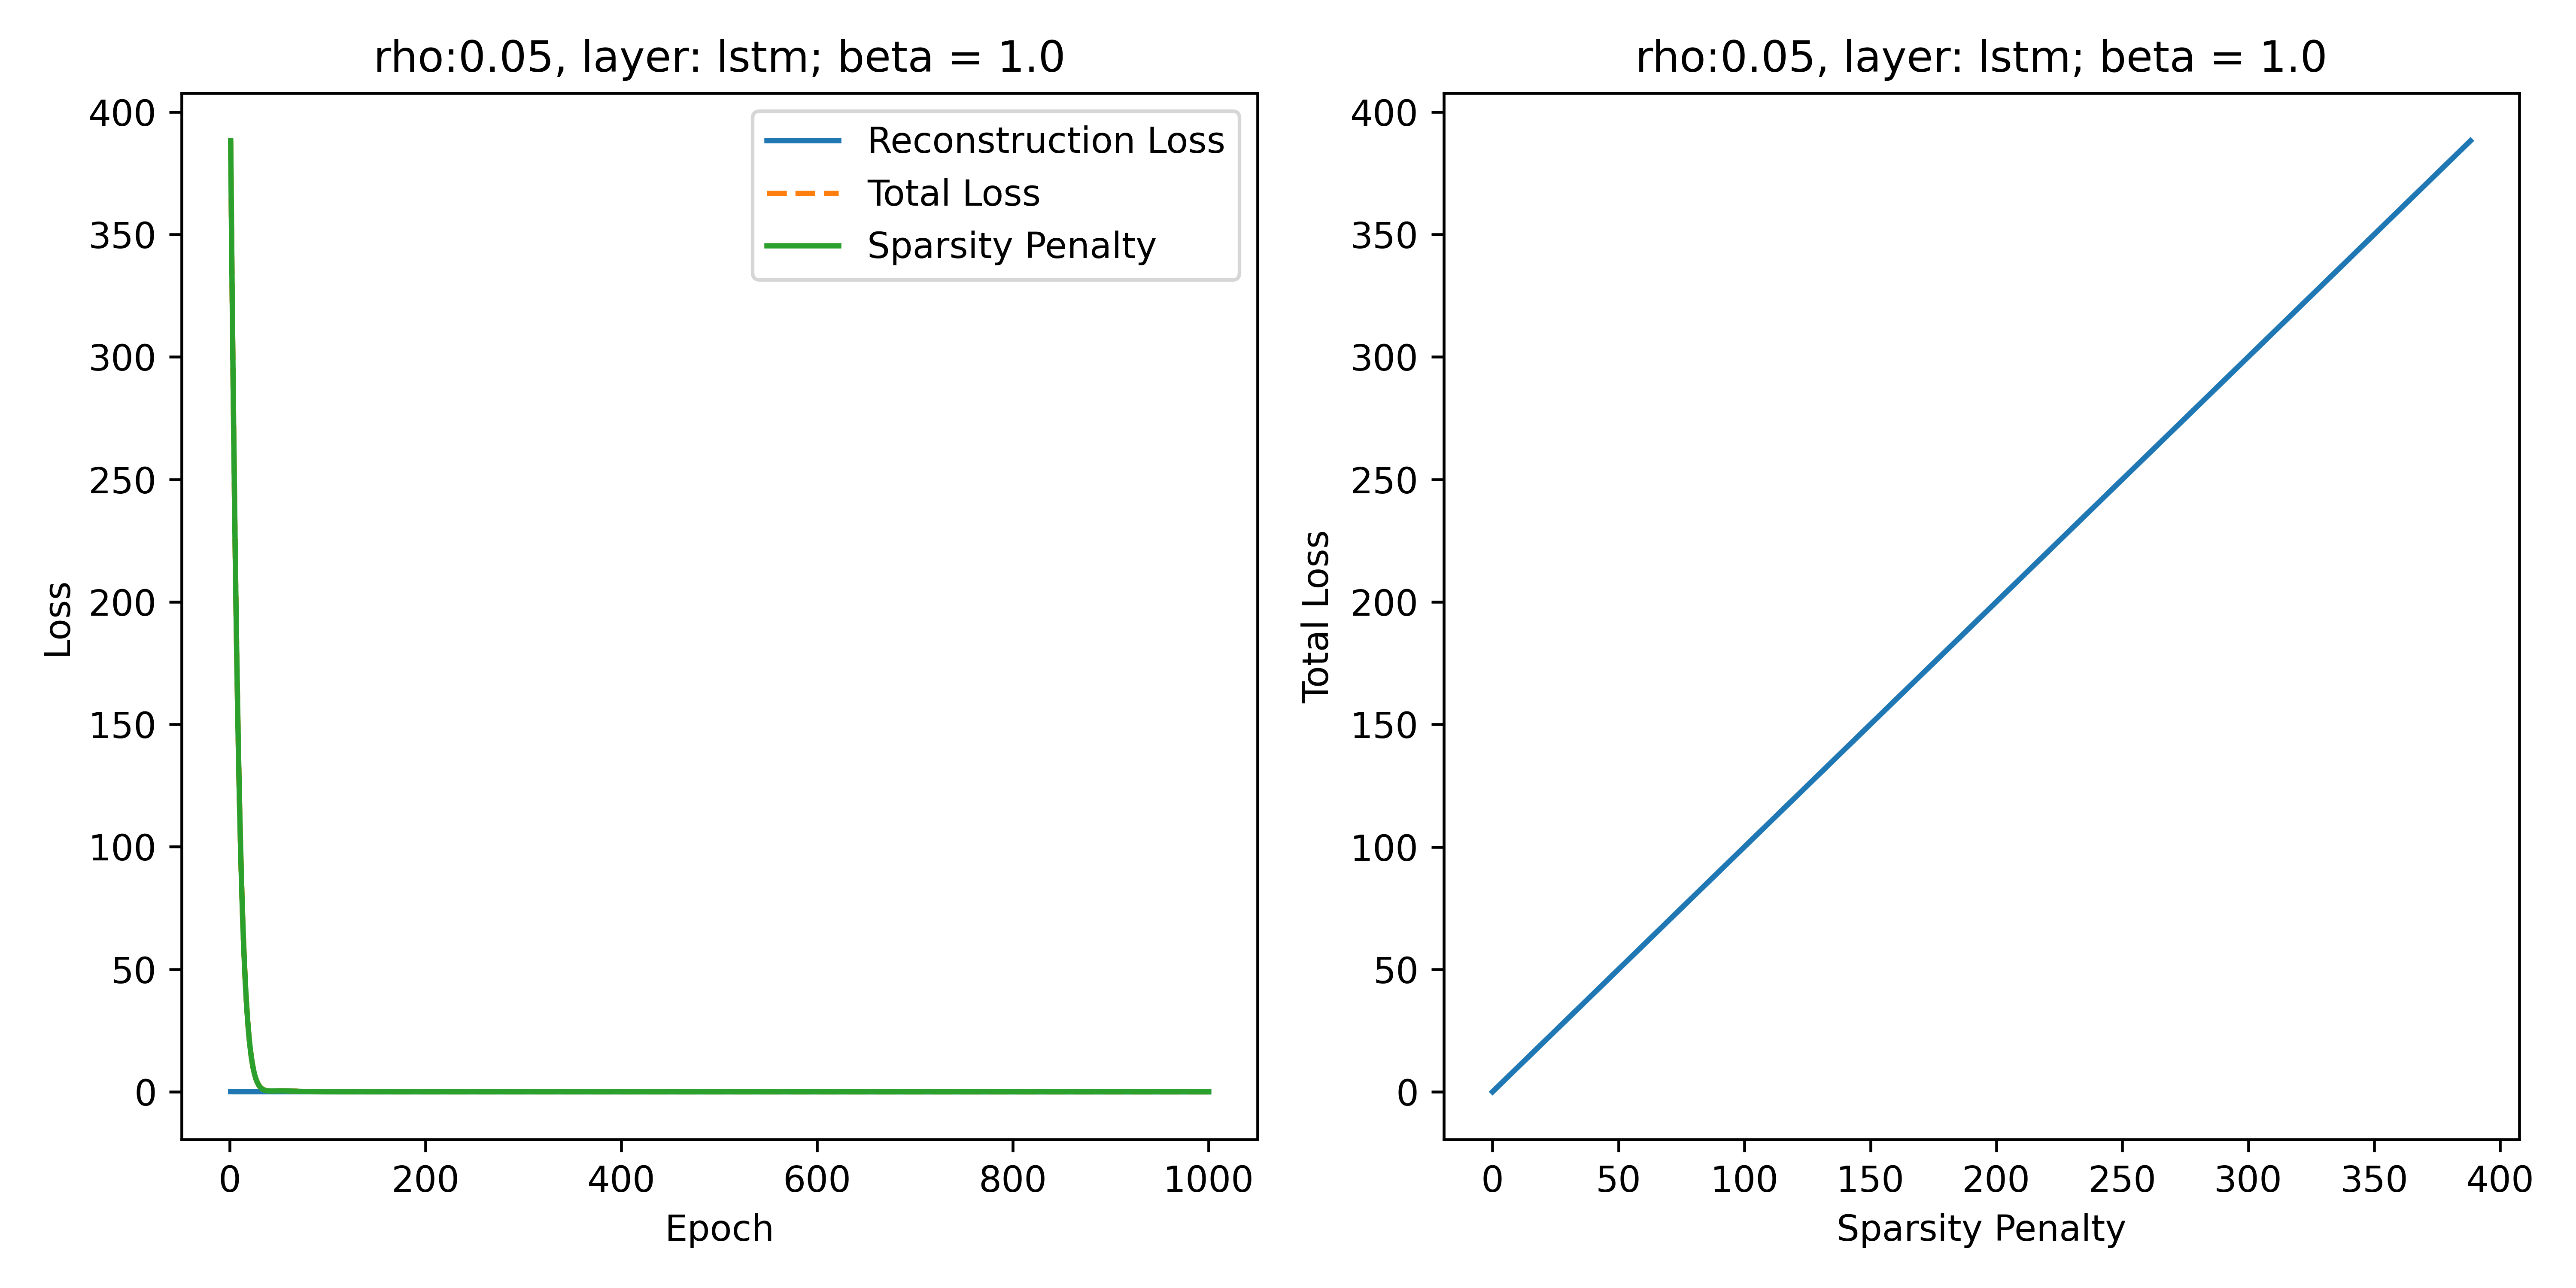 rho:0.05, layer: lstm; beta = 1.0
400
350
300
250
200
150
100
50
0
Loss
Reconstruction Loss
Total Loss
Sparsity Penalty
0 200 400 600 800 1000
Epoch
rho:0.05, layer: lstm; beta = 1.0
400
350
300
250
200
150
100
50
0
Total Loss
0 50 100 150 200 250 300 350 400
Sparsity Penalty